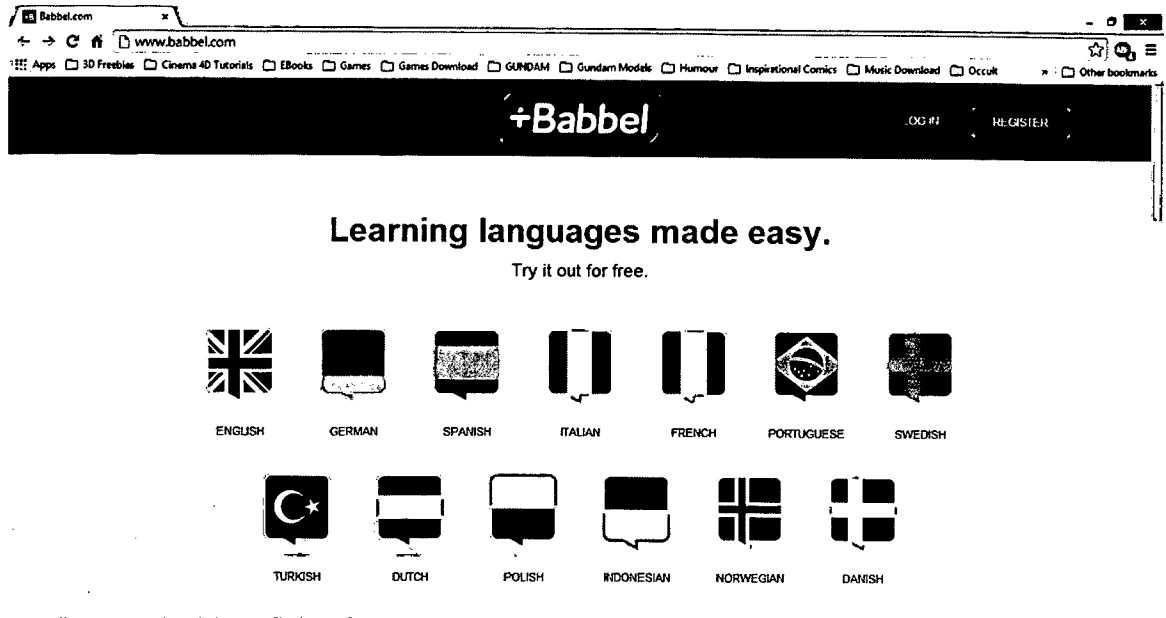 Babbel.com
www.babbel.com
Apps 3D Freebies Cinema 4D Tutorials EBooks Games Games Download GUNDAM Gundam Models Humour Inspirational Comics Music Download Occult » Other bookmarks
+Babbel
LOG IN REGISTER
Learning languages made easy.
Try it out for free.
ENGLISH GERMAN SPANISH ITALIAN FRENCH PORTUGUESE SWEDISH
TURKISH DUTCH POLISH INDONESIAN NORWEGIAN DANISH